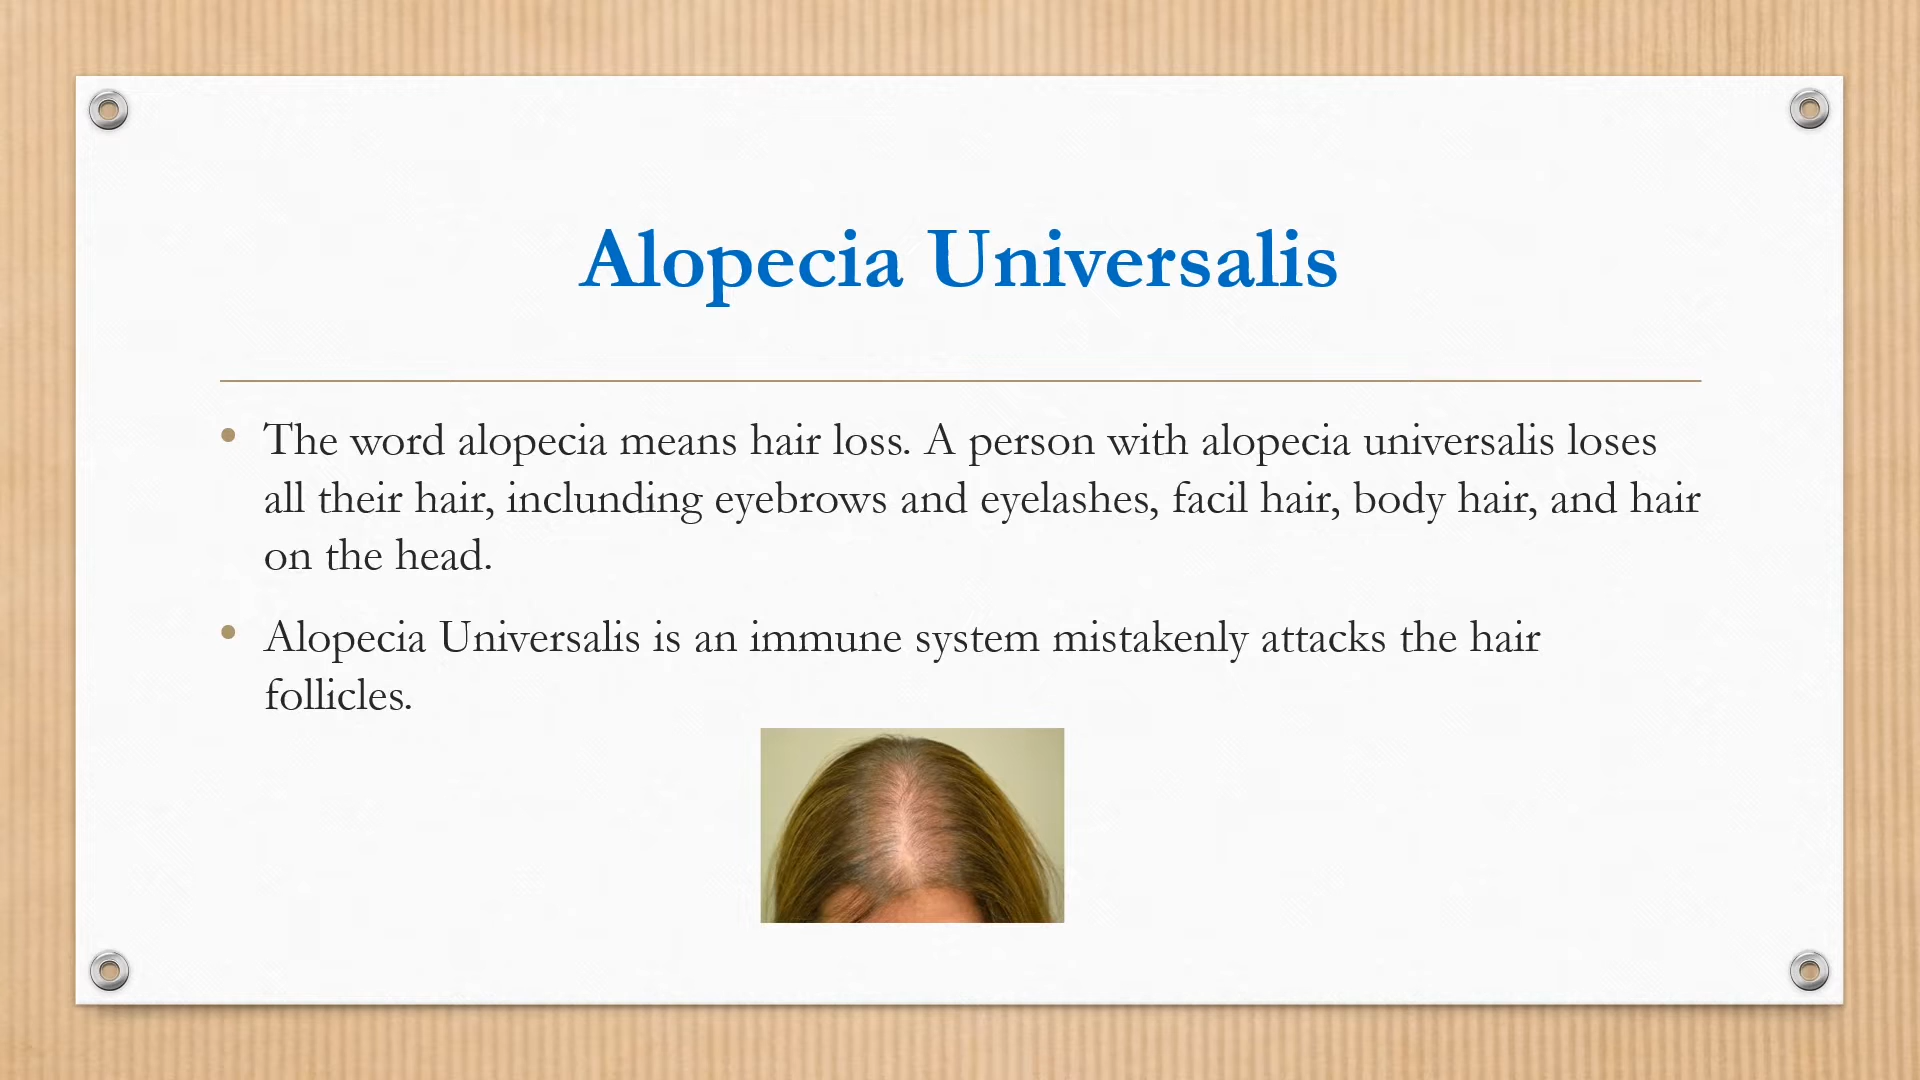 Alopecia Universalis
• The word alopecia means hair loss. A person with alopecia universalis loses
all their hair, inclunding eyebrows and eyelashes, facil hair, body hair, and hair
on the head.
• Alopecia Universalis is an immune system mistakenly attacks the hair
follicles.